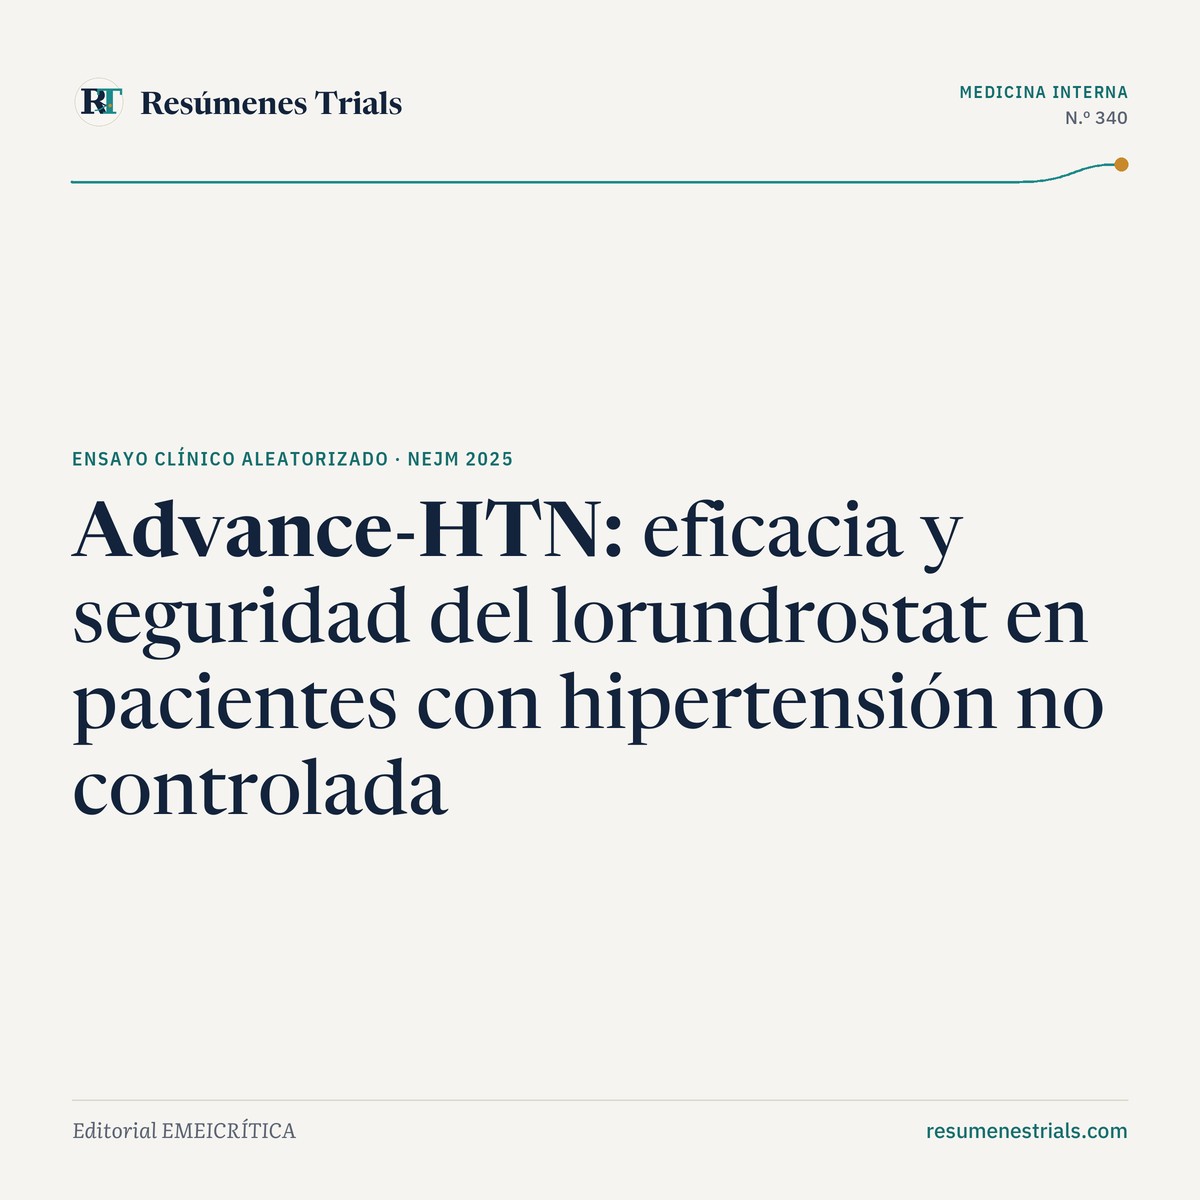 RT Resúmenes Trials
MEDICINA INTERNA
N.º 340
ENSAYO CLÍNICO ALEATORIZADO · NEJM 2025
Advance-HTN: eficacia y
seguridad del lorundrostat en
pacientes con hipertensión no
controlada
Editorial EMEICRÍTICA
resumenestrials.com